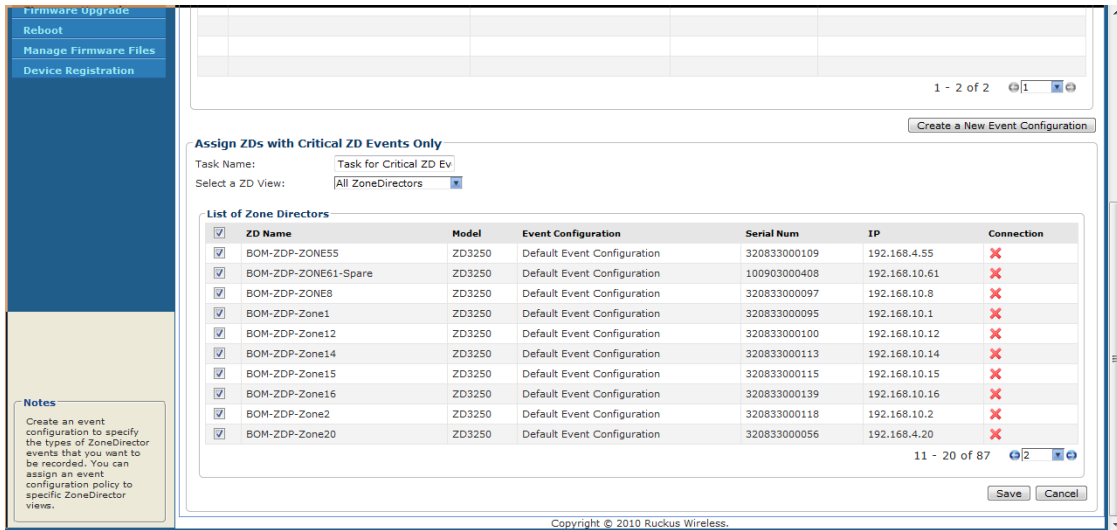 Firmware Upgrade
Reboot
Manage Firmware Files
Device Registration
1 - 2 of 2 1
Create a New Event Configuration
Assign ZDs with Critical ZD Events Only
Task Name: Task for Critical ZD Ev
Select a ZD View: All ZoneDirectors
List of Zone Directors
ZD Name Model Event Configuration Serial Num IP Connection
BOM-ZDP-ZONE55 ZD3250 Default Event Configuration 320833000109 192.168.4.55
BOM-ZDP-ZONE61-Spare ZD3250 Default Event Configuration 100903000408 192.168.10.61
BOM-ZDP-ZONE8 ZD3250 Default Event Configuration 320833000097 192.168.10.8
BOM-ZDP-Zone1 ZD3250 Default Event Configuration 320833000095 192.168.10.1
BOM-ZDP-Zone12 ZD3250 Default Event Configuration 320833000100 192.168.10.12
BOM-ZDP-Zone14 ZD3250 Default Event Configuration 320833000113 192.168.10.14
BOM-ZDP-Zone15 ZD3250 Default Event Configuration 320833000115 192.168.10.15
BOM-ZDP-Zone16 ZD3250 Default Event Configuration 320833000139 192.168.10.16
BOM-ZDP-Zone2 ZD3250 Default Event Configuration 320833000118 192.168.10.2
BOM-ZDP-Zone20 ZD3250 Default Event Configuration 320833000056 192.168.4.20
11 - 20 of 87 2
Save Cancel
Notes
Create an event
configuration to specify
the types of ZoneDirector
events that you want to
be recorded. You can
assign an event
configuration policy to
specific ZoneDirector
views.
Copyright © 2010 Ruckus Wireless.